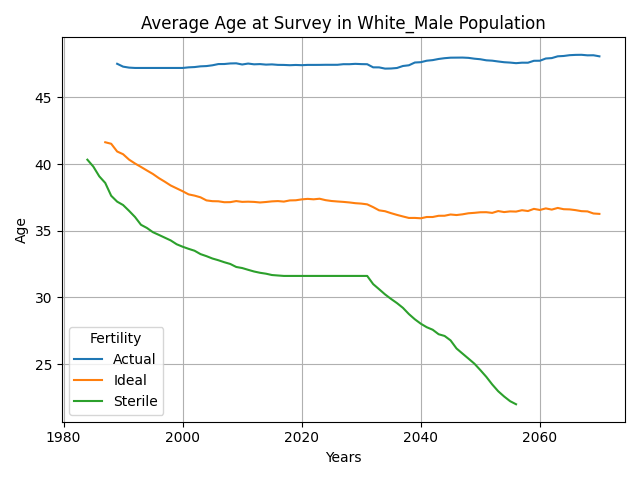 Average Age at Survey in White_Male Population
Age
45
40
35
30
25
Fertility
Actual
Ideal
Sterile
1980
2000
2020
2040
2060
Years